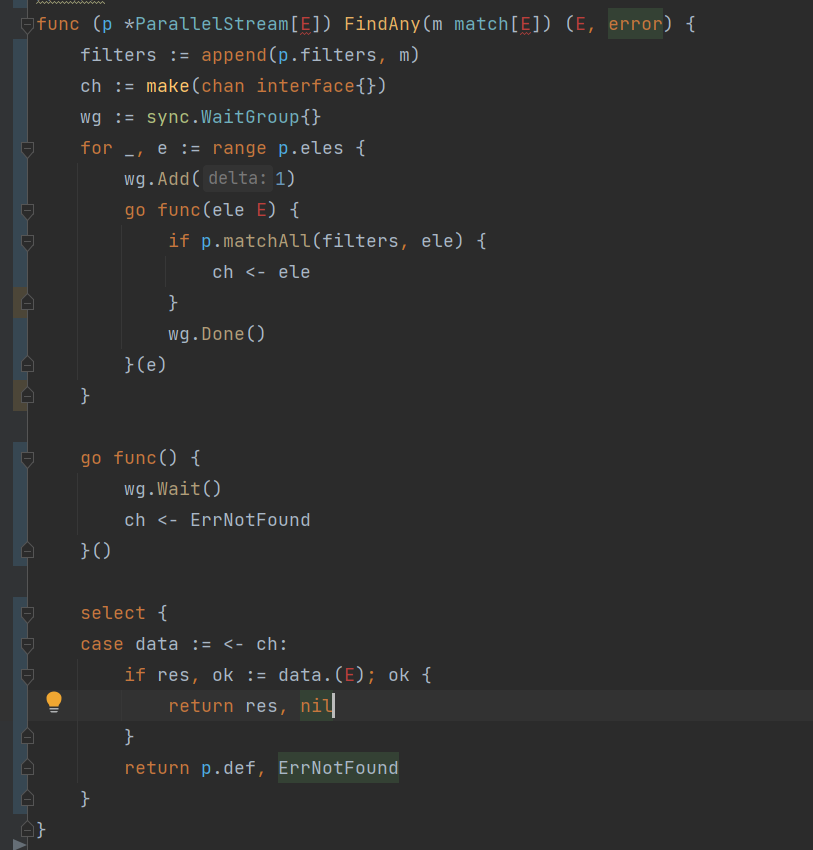 func (p *ParallelStream[E]) FindAny(m match[E]) (E, error) {
    filters := append(p.filters, m)
    ch := make(chan interface{})
    wg := sync.WaitGroup{}
    for _, e := range p.eles {
        wg.Add( delta: 1)
        go func(ele E) {
            if p.matchAll(filters, ele) {
                ch <- ele
            }
            wg.Done()
        }(e)
    }
    go func() {
        wg.Wait()
        ch <- ErrNotFound
    }()
    select {
    case data := <- ch:
        if res, ok := data.(E); ok {
            return res, nil
        }
        return p.def, ErrNotFound
    }
}